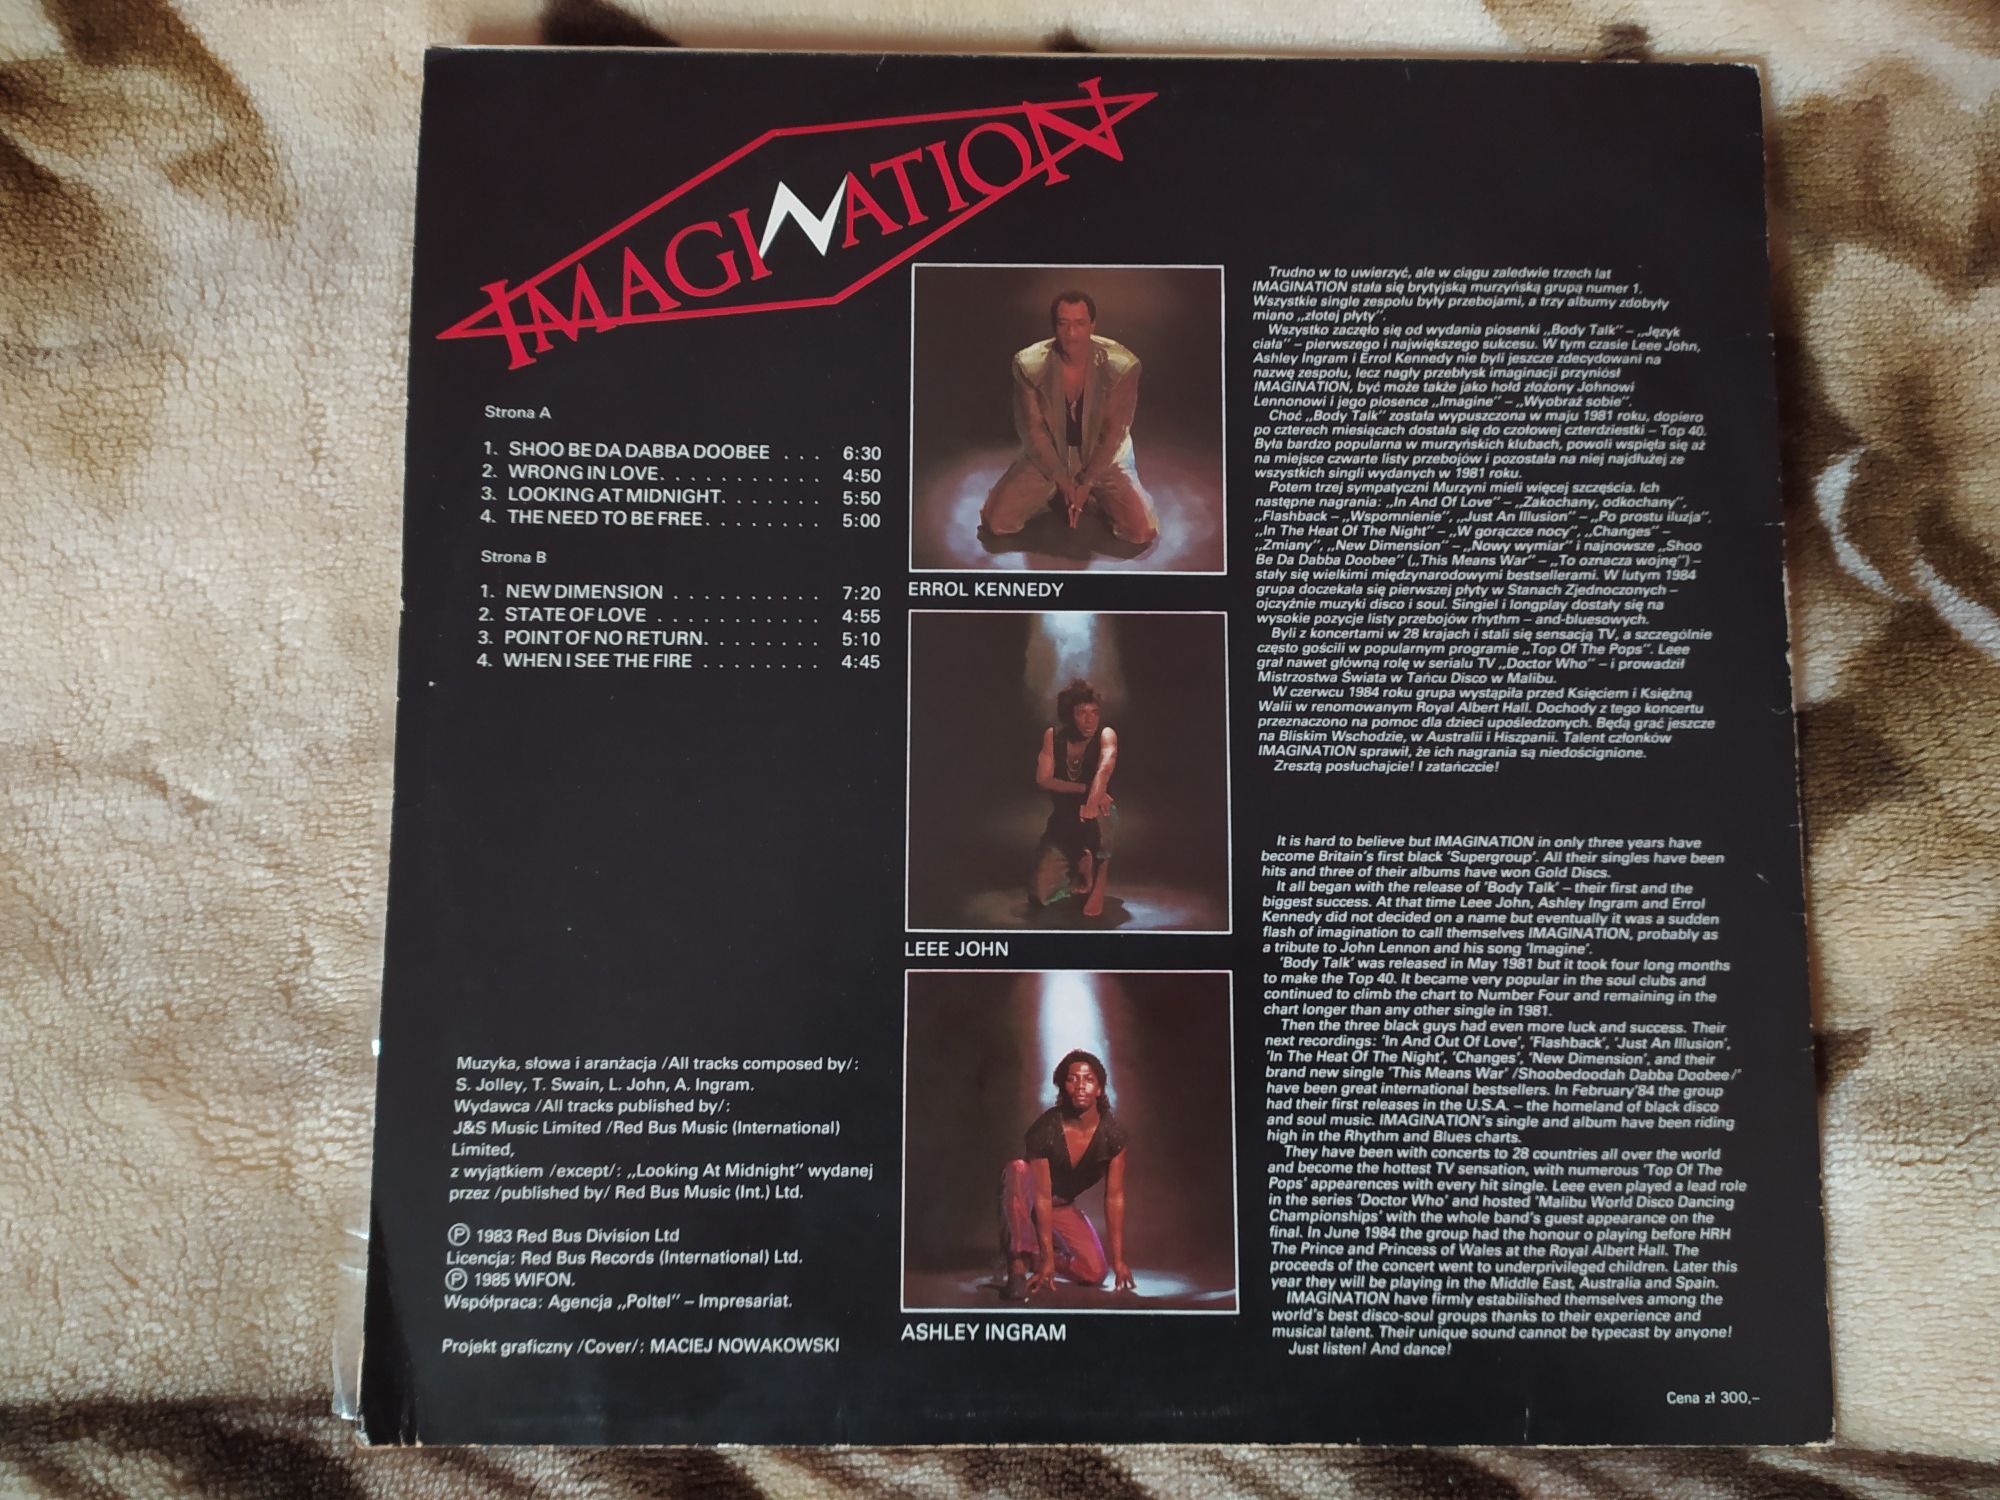 IMAGINATION
Strona A
1. SHOO BE DA DABBA DOOBEE . . . 6:30
2. WRONG IN LOVE. . . . . . . . . . . . 4:50
3. LOOKING AT MIDNIGHT. . . . . . . 5:50
4. THE NEED TO BE FREE. . . . . . . . . 5:00
Strona B
1. NEW DIMENSION . . . . . . . . . . . 7:20
2. STATE OF LOVE . . . . . . . . . . . . 4:55
3. POINT OF NO RETURN. . . . . . . . . 5:10
4. WHEN I SEE THE FIRE . . . . . . . . . 4:45
Muzyka, słowa i aranżacja /All tracks composed by/:
S. Jolley, T. Swain, L. John, A. Ingram.
Wydawca /All tracks published by/:
J&S Music Limited /Red Bus Music (International)
Limited,
z wyjątkiem /except/: „Looking At Midnight" wydanej
przez /published by/ Red Bus Music (Int.) Ltd.
Ⓟ 1983 Red Bus Division Ltd
Licencja: Red Bus Records (International) Ltd.
Ⓟ 1985 WIFON.
Współpraca: Agencja „Poltel" – Impresariat.
Projekt graficzny /Cover/: MACIEJ NOWAKOWSKI
ERROL KENNEDY
LEEE JOHN
ASHLEY INGRAM
Trudno w to uwierzyć, ale w ciągu zaledwie trzech lat
IMAGINATION stała się brytyjską murzyńską grupą numer 1.
Wszystkie single zespołu były przebojami, a trzy albumy zdobyły
miano „złotej płyty".
Wszystko zaczęło się od wydania piosenki „Body Talk" – „Język
ciała" – pierwszego i największego sukcesu. W tym czasie Leee John,
Ashley Ingram i Errol Kennedy nie byli jeszcze zdecydowani na
nazwę zespołu, lecz nagły przebłysk imaginacji przyniósł
IMAGINATION, być może także jako hołd złożony Johnowi
Lennonowi i jego piosence „Imagine" – „Wyobraź sobie".
Choć „Body Talk" została wypuszczona w maju 1981 roku, dopiero
po czterech miesiącach dostała się do czołowej czterdziestki – Top 40.
Była bardzo popularna w murzyńskich klubach, powoli wspięła się aż
na miejsce czwarte listy przebojów i pozostała na niej najdłużej ze
wszystkich singli wydanych w 1981 roku.
Potem trzej sympatyczni Murzyni mieli więcej szczęścia. Ich
następne nagrania: „In And Of Love" – „Zakochany, odkochany",
„Flashback – „Wspomnienie", „Just An Illusion" – „Po prostu iluzja",
„In The Heat Of The Night" – „W gorączce nocy", „Changes" –
„Zmiany", „New Dimension" – „Nowy wymiar" i najnowsze „Shoo
Be Da Dabba Doobee" („This Means War" – „To oznacza wojnę") –
stały się wielkimi międzynarodowymi bestsellerami. W lutym 1984
grupa doczekała się pierwszej płyty w Stanach Zjednoczonych –
ojczyźnie muzyki disco i soul. Singiel i longplay dostały się na
wysokie pozycje listy przebojów rhythm – and-bluesowych.
Byli z koncertami w 28 krajach i stali się sensacją TV, a szczególnie
często gościli w popularnym programie „Top Of The Pops". Leee
grał nawet główną rolę w serialu TV „Doctor Who" – i prowadził
Mistrzostwa Świata w Tańcu Disco w Malibu.
W czerwcu 1984 roku grupa wystąpiła przed Księciem i Księżną
Walii w renomowanym Royal Albert Hall. Dochody z tego koncertu
przeznaczono na pomoc dla dzieci upośledzonych. Będą grać jeszcze
na Bliskim Wschodzie, w Australii i Hiszpanii. Talent członków
IMAGINATION sprawił, że ich nagrania są niedoścignione.
Zresztą posłuchajcie! I zatańczcie!
It is hard to believe but IMAGINATION in only three years have
become Britain's first black 'Supergroup'. All their singles have been
hits and three of their albums have won Gold Discs.
It all began with the release of 'Body Talk' – their first and the
biggest success. At that time Leee John, Ashley Ingram and Errol
Kennedy did not decided on a name but eventually it was a sudden
flash of imagination to call themselves IMAGINATION, probably as
a tribute to John Lennon and his song 'Imagine'.
'Body Talk' was released in May 1981 but it took four long months
to make the Top 40. It became very popular in the soul clubs and
continued to climb the chart to Number Four and remaining in the
chart longer than any other single in 1981.
Then the three black guys had even more luck and success. Their
next recordings: 'In And Out Of Love', 'Flashback', 'Just An Illusion',
'In The Heat Of The Night', 'Changes', 'New Dimension', and their
brand new single 'This Means War' /Shoobedoodah Dabba Doobee/'
have been great international bestsellers. In February'84 the group
had their first releases in the U.S.A. – the homeland of black disco
and soul music. IMAGINATION's single and album have been riding
high in the Rhythm and Blues charts.
They have been with concerts to 28 countries all over the world
and become the hottest TV sensation, with numerous 'Top Of The
Pops' appearences with every hit single. Leee even played a lead role
in the series 'Doctor Who' and hosted 'Malibu World Disco Dancing
Championships' with the whole band's guest appearance on the
final. In June 1984 the group had the honour o playing before HRH
The Prince and Princess of Wales at the Royal Albert Hall. The
proceeds of the concert went to underprivileged children. Later this
year they will be playing in the Middle East, Australia and Spain.
IMAGINATION have firmly estabilished themselves among the
world's best disco-soul groups thanks to their experience and
musical talent. Their unique sound cannot be typecast by anyone!
Just listen! And dance!
Cena zł 300,–